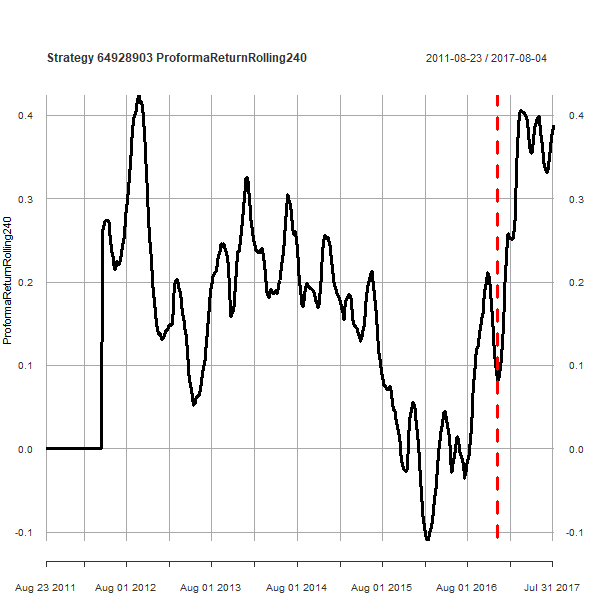 Strategy 64928903 ProformaReturnRolling240
2011-08-23 / 2017-08-04
ProformaReturnRolling240
0.4 0.4
0.3 0.3
0.2 0.2
0.1 0.1
0.0 0.0
-0.1 -0.1
Aug 23 2011 Aug 01 2012 Aug 01 2013 Aug 01 2014 Aug 01 2015 Aug 01 2016 Jul 31 2017